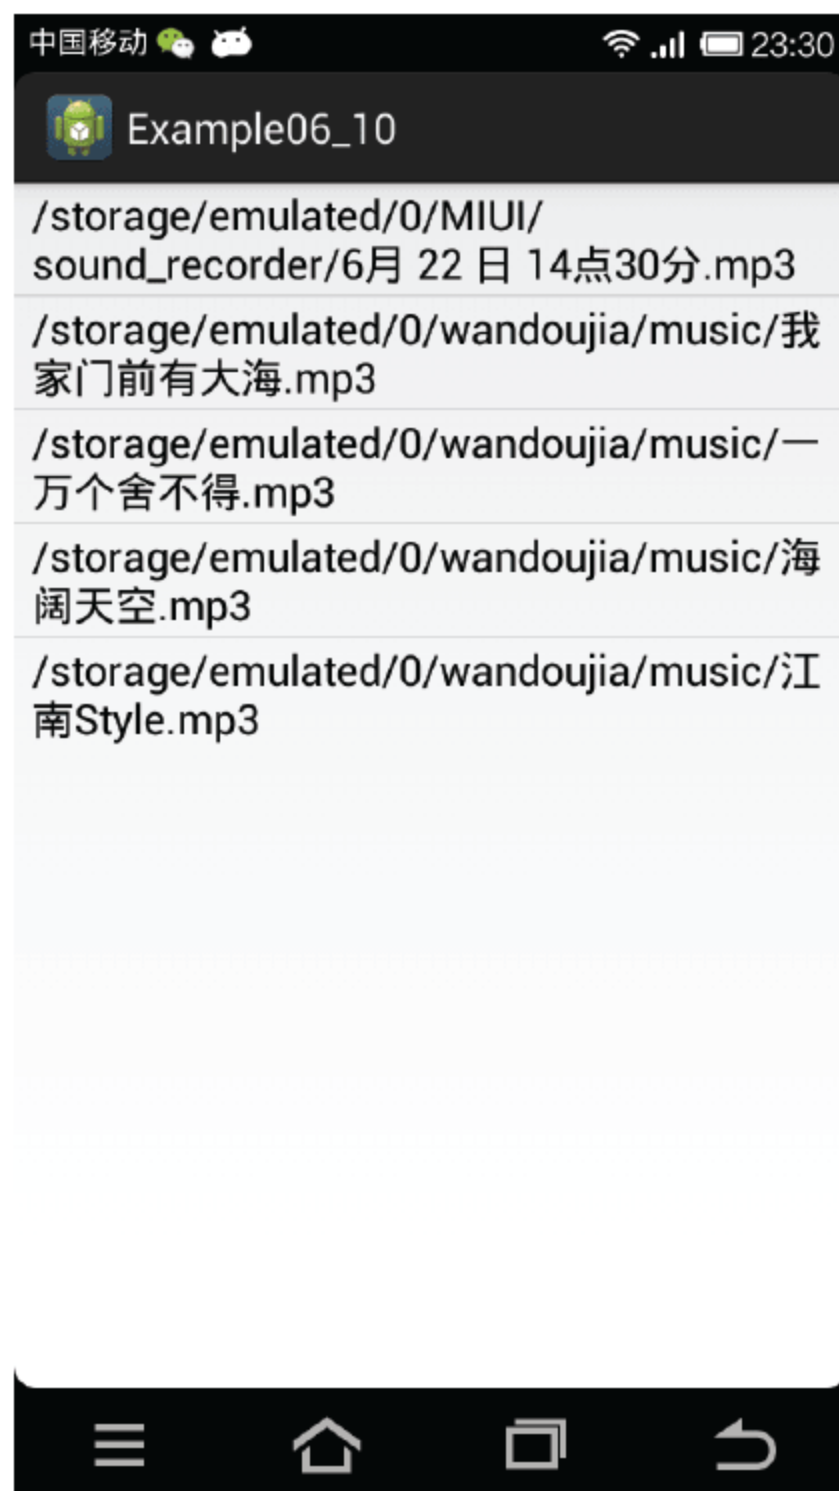 中国移动 23:30
Example06_10
/storage/emulated/0/MIUI/
sound_recorder/6月 22 日 14点30分.mp3
/storage/emulated/0/wandoujia/music/我
家门前有大海.mp3
/storage/emulated/0/wandoujia/music/一
万个舍不得.mp3
/storage/emulated/0/wandoujia/music/海
阔天空.mp3
/storage/emulated/0/wandoujia/music/江
南Style.mp3